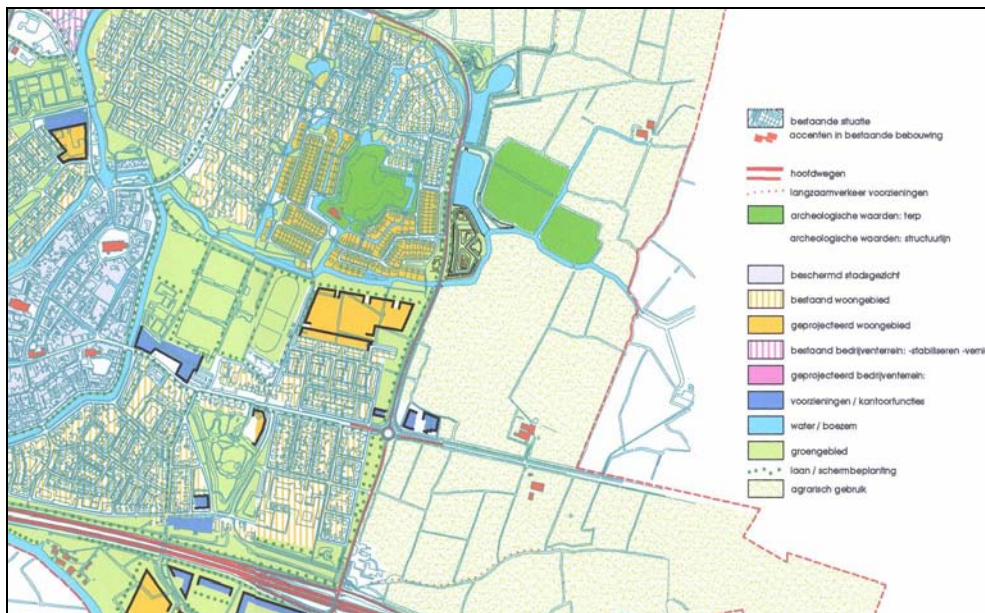 bestaande situatie
accenten in bestaande bebouwing
hoofdwegen
langzaamverkeer voorzieningen
archeologische waarden: terp
archeologische waarden: structuurlijn
beschermd stadsgezicht
bestaand woongebied
geprojecteerd woongebied
bestaand bedrijventerrein: -stabiliseren -verni
geprojecteerd bedrijventerrein:
voorzieningen / kantoorfuncties
water / boezem
groengebied
laan / schermbeplanting
agrarisch gebruik